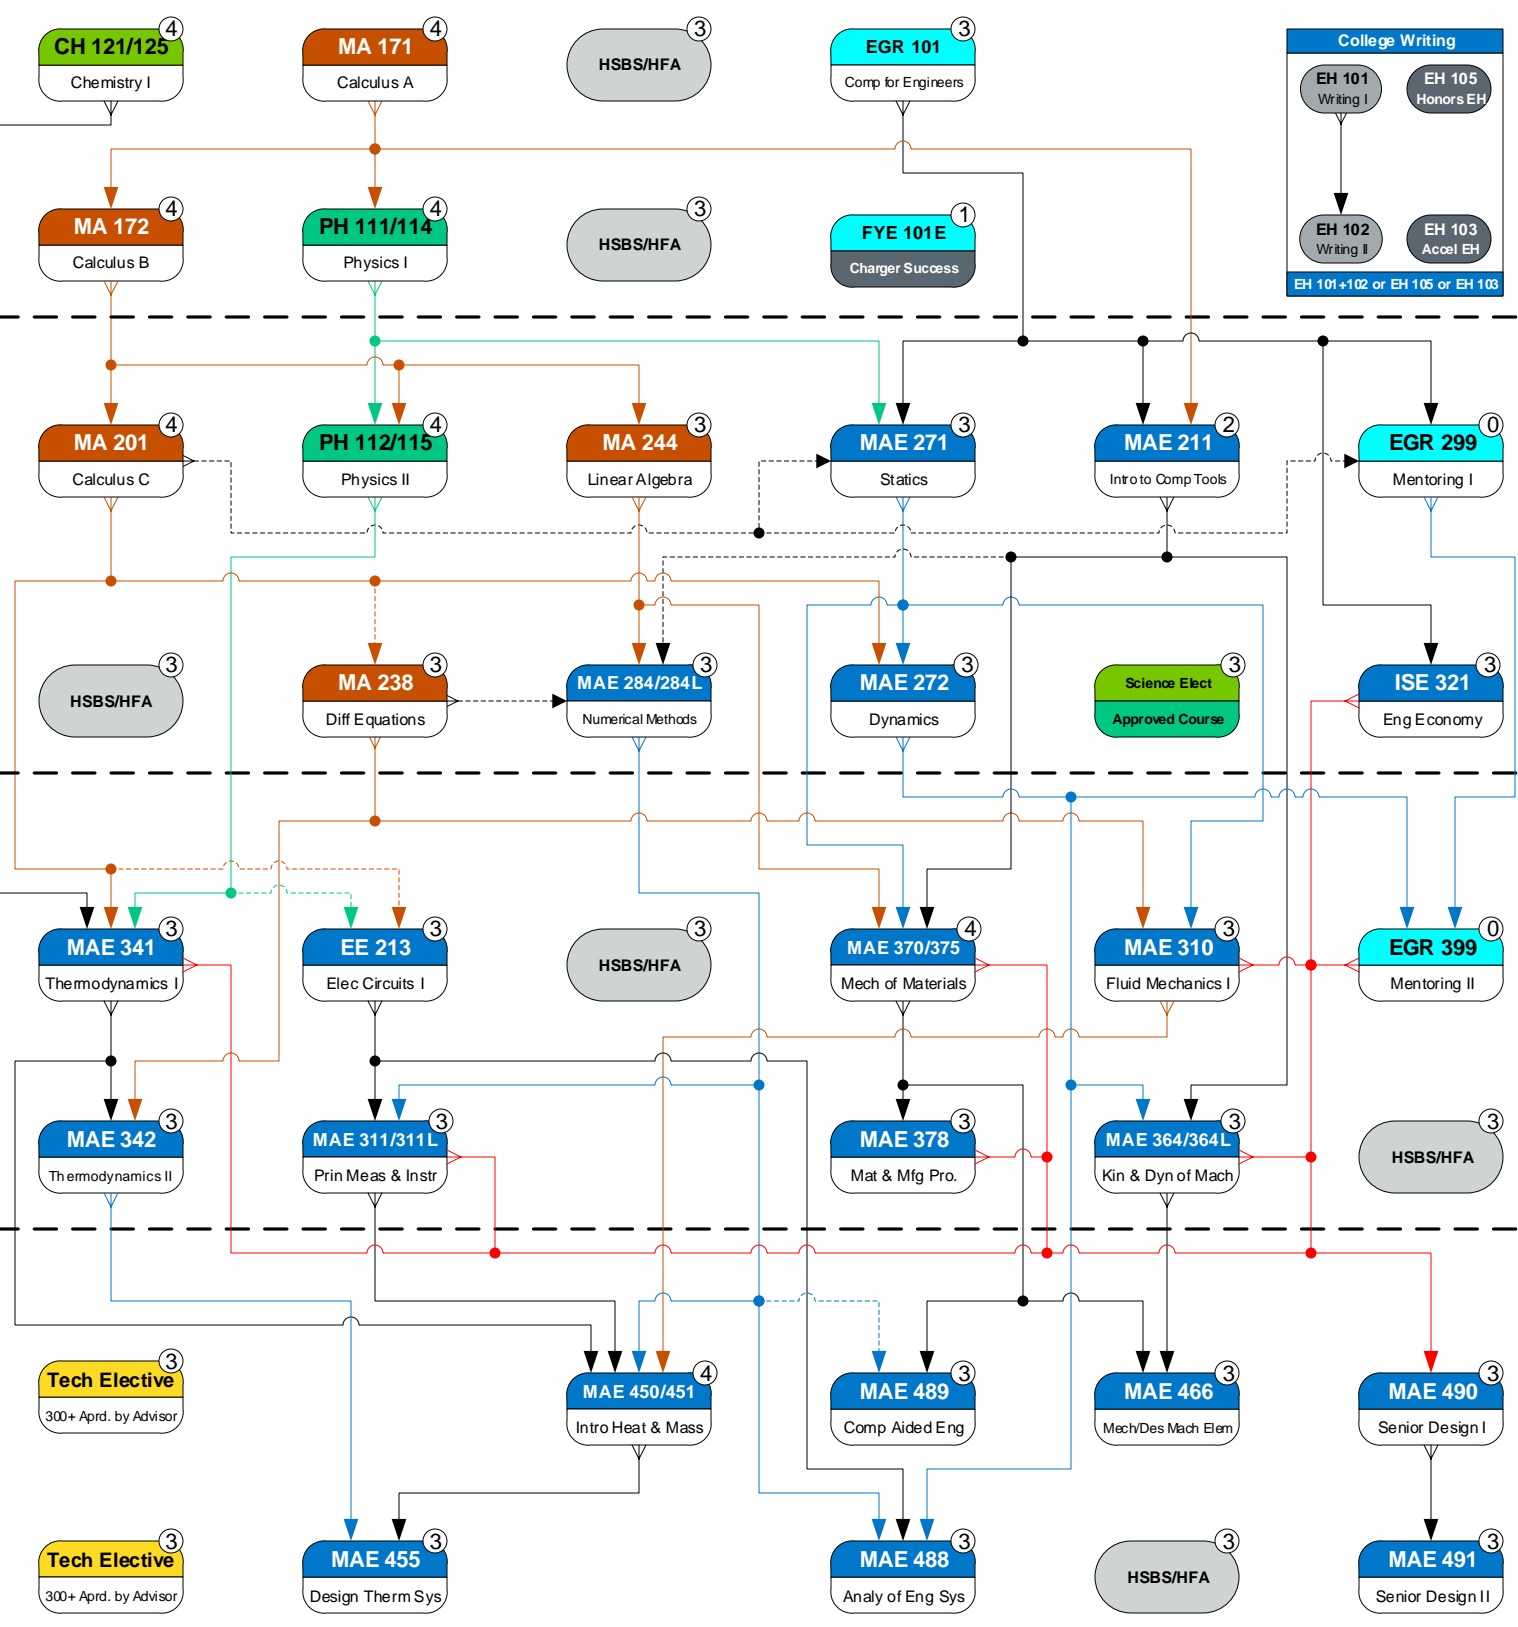 4
CH 121/125
Chemistry I
4
MA 171
Calculus A
3
HSBS/HFA
3
EGR 101
Comp for Engineers
College Writing
EH 101
Writing I
EH 105
Honors EH
EH 102
Writing II
EH 103
Accel EH
EH 101+102 or EH 105 or EH 103
4
MA 172
Calculus B
4
PH 111/114
Physics I
3
HSBS/HFA
1
FYE 101E
Charger Success
4
MA 201
Calculus C
4
PH 112/115
Physics II
3
MA 244
Linear Algebra
3
MAE 271
Statics
2
MAE 211
Intro to Comp Tools
0
EGR 299
Mentoring I
3
HSBS/HFA
3
MA 238
Diff Equations
3
MAE 284/284L
Numerical Methods
3
MAE 272
Dynamics
3
Science Elect
Approved Course
3
ISE 321
Eng Economy
3
MAE 341
Thermodynamics I
3
EE 213
Elec Circuits I
3
HSBS/HFA
4
MAE 370/375
Mech of Materials
3
MAE 310
Fluid Mechanics I
0
EGR 399
Mentoring II
3
MAE 342
Thermodynamics II
3
MAE 311/311L
Prin Meas & Instr
3
MAE 378
Mat & Mfg Pro.
3
MAE 364/364L
Kin & Dyn of Mach
3
HSBS/HFA
3
Tech Elective
300+ Aprd. by Advisor
4
MAE 450/451
Intro Heat & Mass
3
MAE 489
Comp Aided Eng
3
MAE 466
Mech/Des Mach Elem
3
MAE 490
Senior Design I
3
Tech Elective
300+ Aprd. by Advisor
3
MAE 455
Design Therm Sys
3
MAE 488
Analy of Eng Sys
3
HSBS/HFA
3
MAE 491
Senior Design II